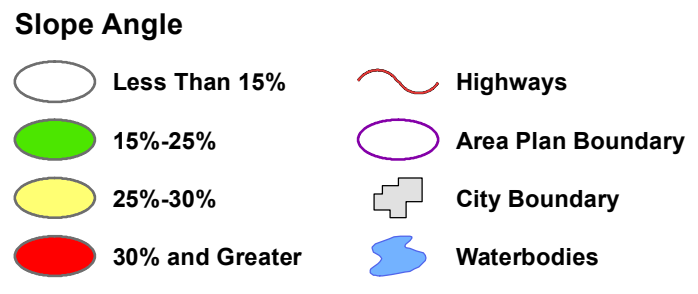 Slope Angle
Less Than 15%
15%-25%
25%-30%
30% and Greater
Highways
Area Plan Boundary
City Boundary
Waterbodies